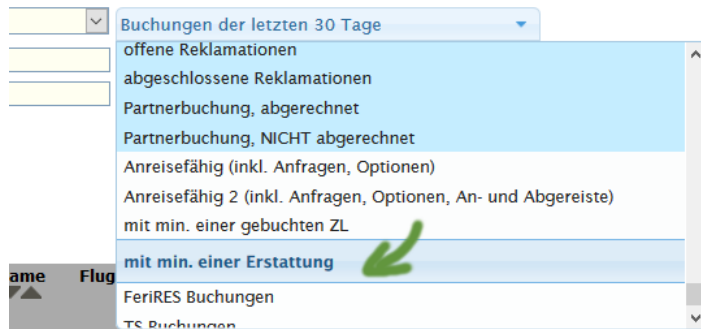 Buchungen der letzten 30 Tage
offene Reklamationen
abgeschlossene Reklamationen
Partnerbuchung, abgerechnet
Partnerbuchung, NICHT abgerechnet
Anreisefähig (inkl. Anfragen, Optionen)
Anreisefähig 2 (inkl. Anfragen, Optionen, An- und Abgereiste)
mit min. einer gebuchten ZL
mit min. einer Erstattung
ame Flug
FeriRES Buchungen
TS Buchungen